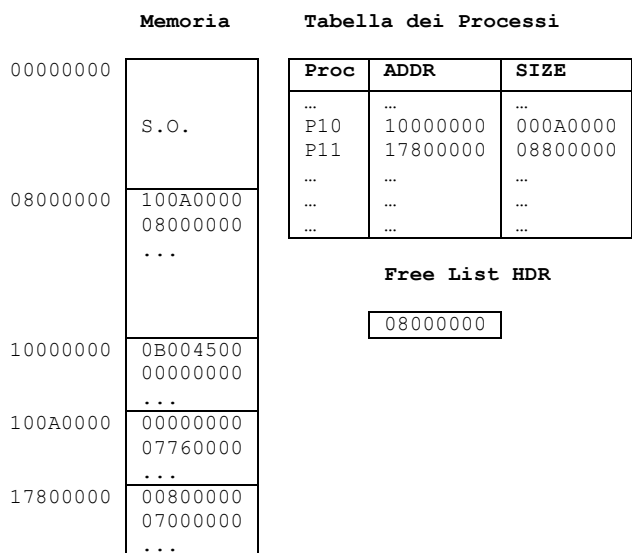 Memoria
Tabella dei Processi
00000000
S.O.
08000000
100A0000
08000000
...
10000000
0B004500
00000000
...
100A0000
00000000
07760000
...
17800000
00800000
07000000
...
Proc ADDR SIZE
… … …
P10 10000000 000A0000
P11 17800000 08800000
… … …
… … …
… … …
Free List HDR
08000000